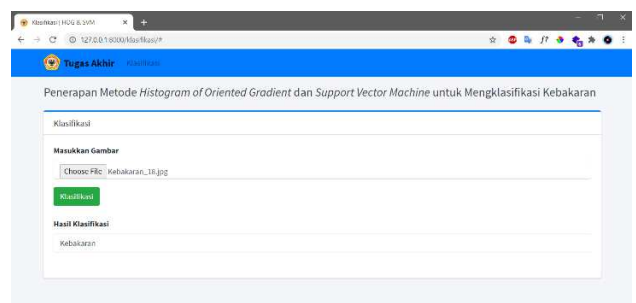 Klasifikasi | HOG & SVM
127.0.0.1:8000/klasifikasi/#
Tugas Akhir Klasifikasi
Penerapan Metode Histogram of Oriented Gradient dan Support Vector Machine untuk Mengklasifikasi Kebakaran
Klasifikasi
Masukkan Gambar
Choose File Kebakaran_18.jpg
Klasifikasi
Hasil Klasifikasi
Kebakaran